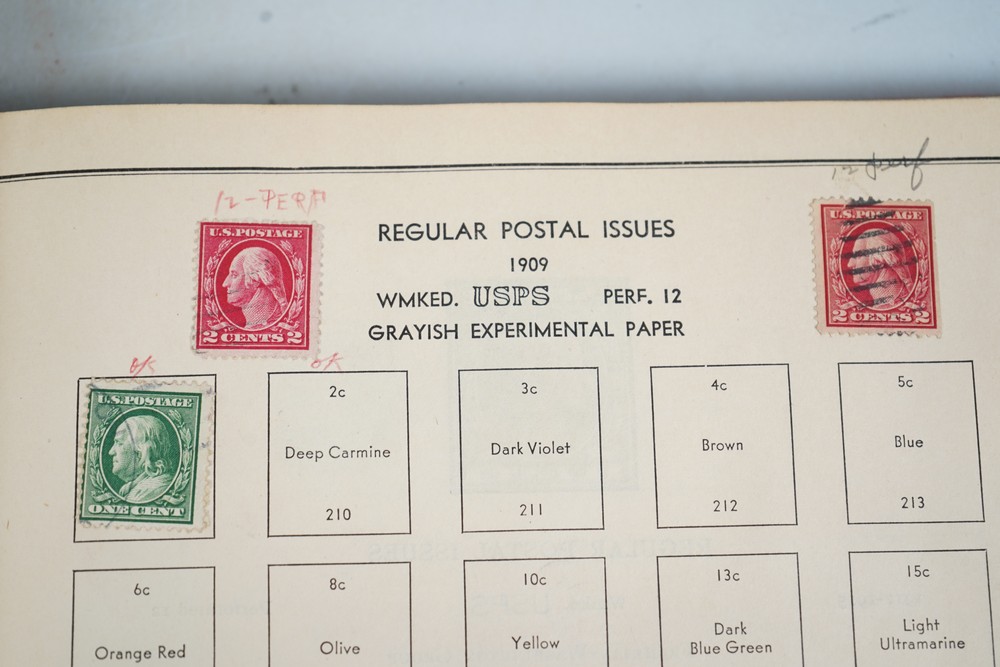 12-PERF
12 perf
U.S. POSTAGE
2 CENTS 2
U.S. POSTAGE
2 CENTS 2
REGULAR POSTAL ISSUES
1909
WMKED. USPS PERF. 12
GRAYISH EXPERIMENTAL PAPER
OK
OK
U.S. POSTAGE
ONE CENT
2c
Deep Carmine
210
3c
Dark Violet
211
4c
Brown
212
5c
Blue
213
6c
Orange Red
8c
Olive
10c
Yellow
13c
Dark
Blue Green
15c
Light
Ultramarine